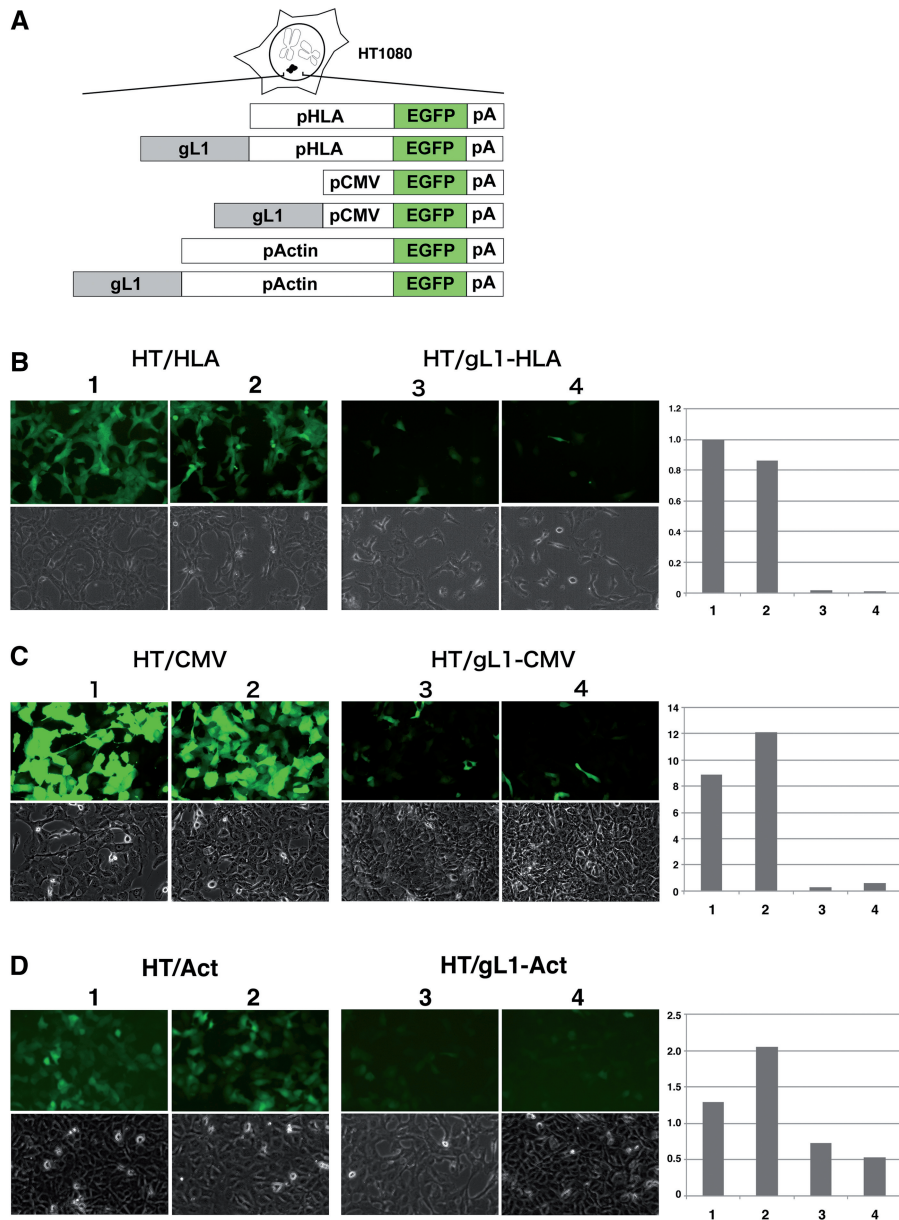 A
HT1080
pHLA EGFP pA
gL1 pHLA EGFP pA
pCMV EGFP pA
gL1 pCMV EGFP pA
pActin EGFP pA
gL1 pActin EGFP pA
B
HT/HLA HT/gL1-HLA
1 2 3 4
1.2
1.0
0.8
0.6
0.4
0.2
0
1 2 3 4
C
HT/CMV HT/gL1-CMV
1 2 3 4
14
12
10
8
6
4
2
0
1 2 3 4
D
HT/Act HT/gL1-Act
1 2 3 4
2.5
2.0
1.5
1.0
0.5
0
1 2 3 4